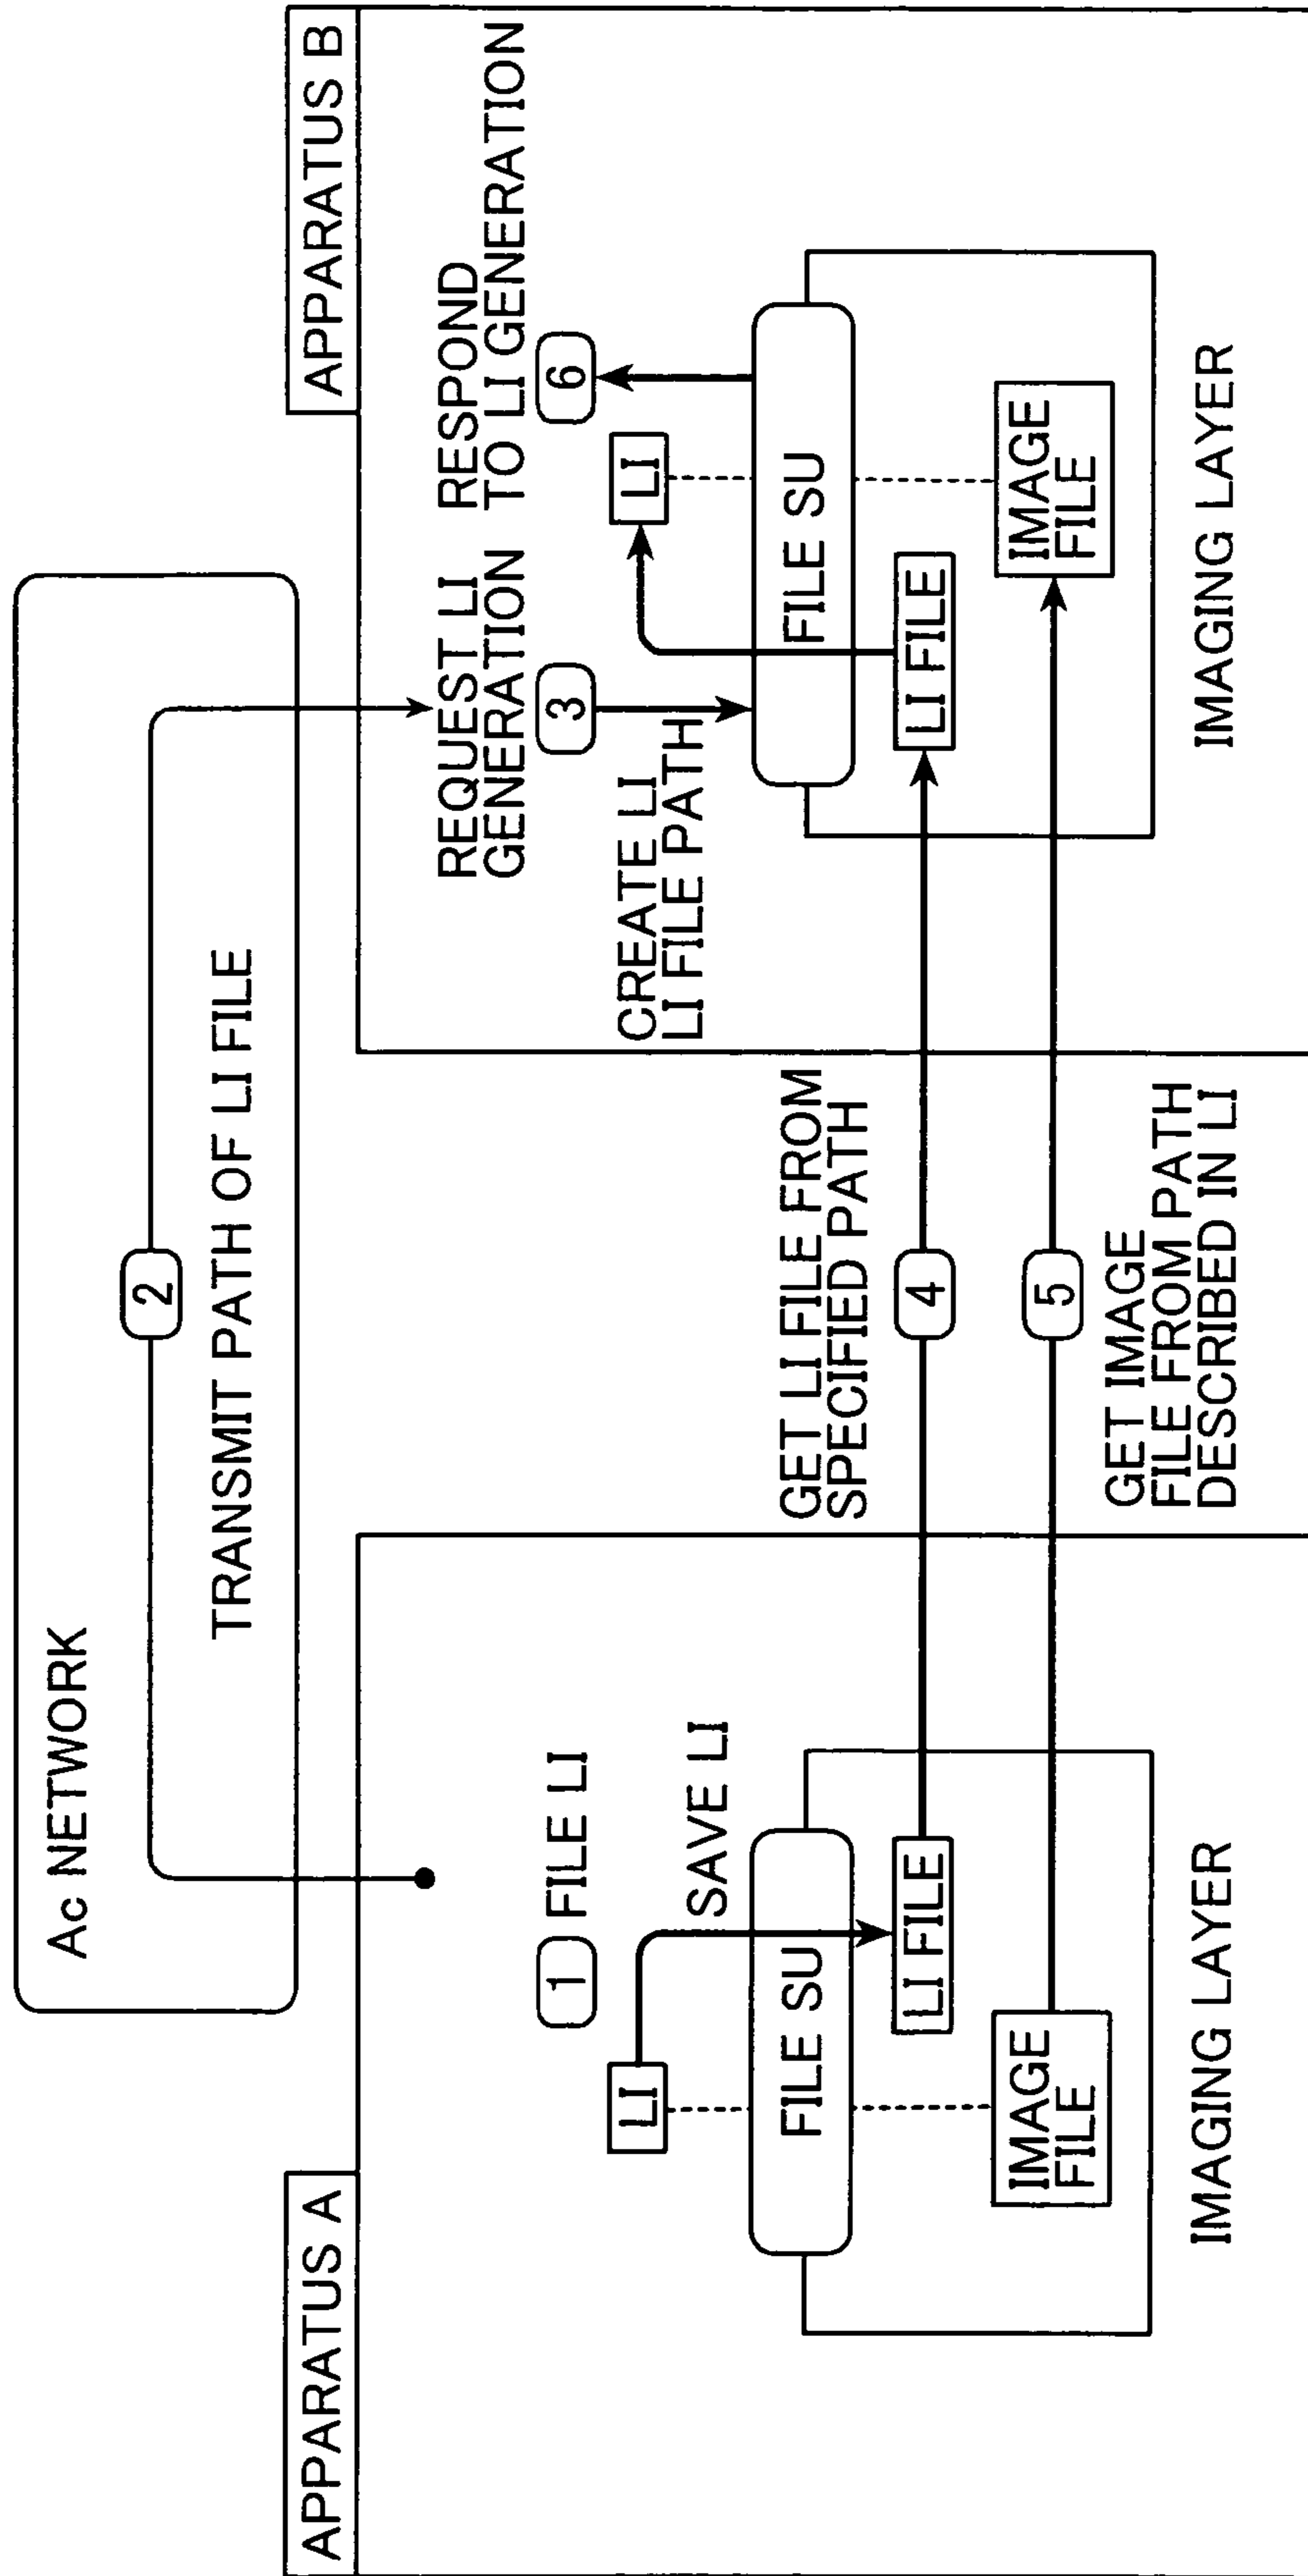 Ac NETWORK
2
TRANSMIT PATH OF LI FILE
APPARATUS A
1 FILE LI
LI
SAVE LI
FILE SU
LI FILE
IMAGE
FILE
IMAGING LAYER
GET LI FILE FROM
SPECIFIED PATH
4
5
GET IMAGE
FILE FROM PATH
DESCRIBED IN LI
APPARATUS B
REQUEST LI
GENERATION
RESPOND
TO LI GENERATION
3
6
CREATE LI
LI FILE PATH
LI
FILE SU
LI FILE
IMAGE
FILE
IMAGING LAYER